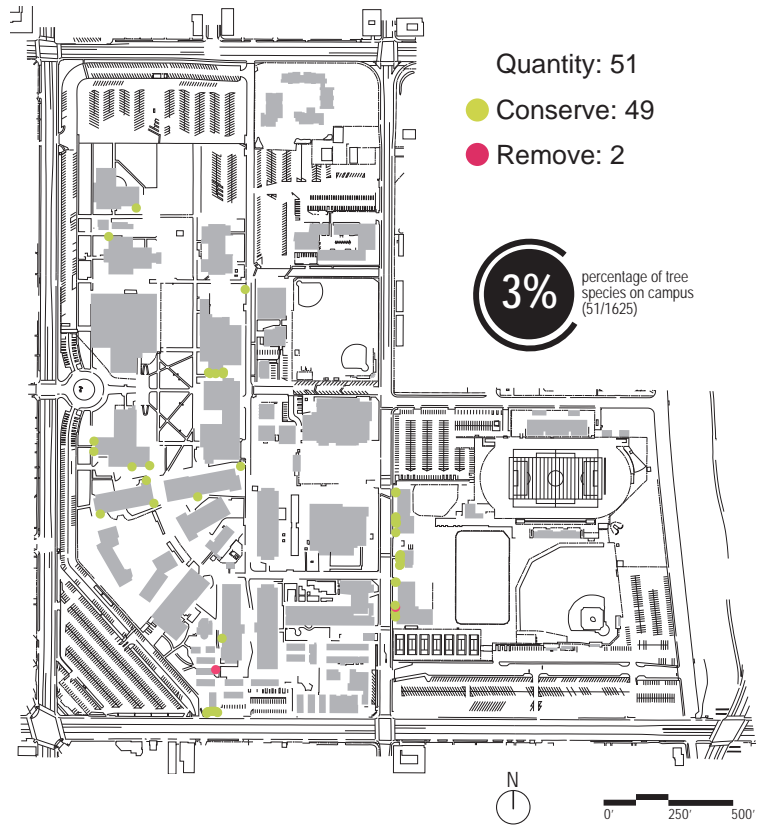 Quantity: 51
Conserve: 49
Remove: 2
3%
percentage of tree
species on campus
(51/1625)
N
0' 250' 500'